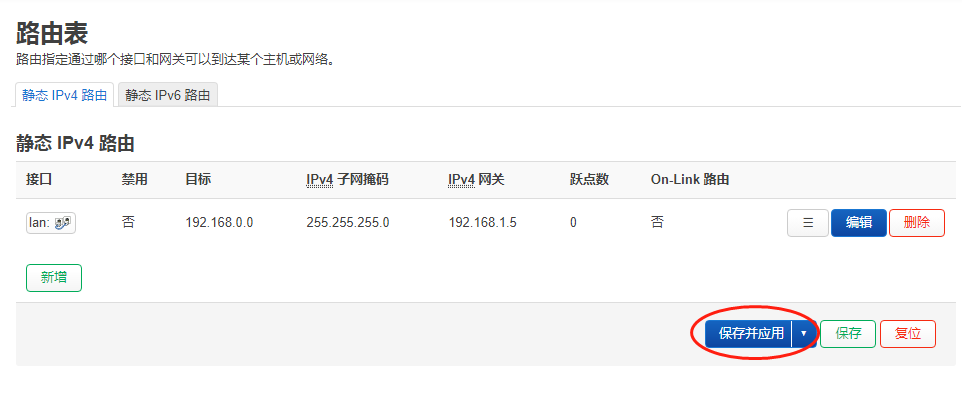 路由表
路由指定通过哪个接口和网关可以到达某个主机或网络。
静态 IPv4 路由 静态 IPv6 路由
静态 IPv4 路由
接口 禁用 目标 IPv4 子网掩码 IPv4 网关 跃点数 On-Link 路由
lan: 否 192.168.0.0 255.255.255.0 192.168.1.5 0 否 ☰ 编辑 删除
新增
保存并应用 ▾ 保存 复位